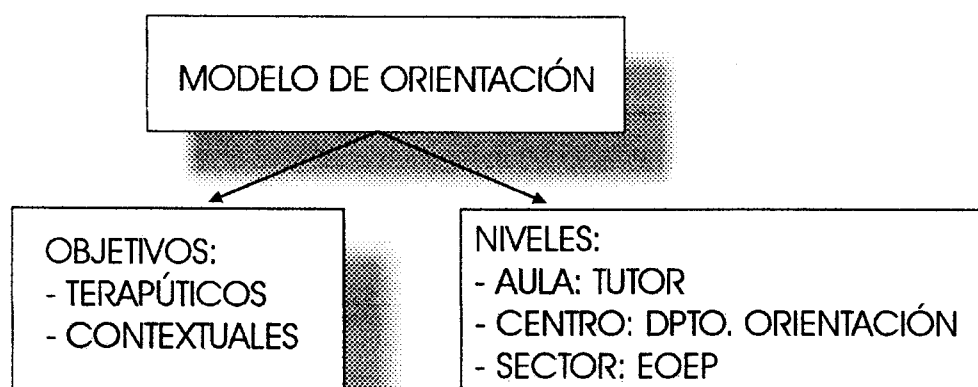 MODELO DE ORIENTACIÓN
OBJETIVOS:
- TERAPÚTICOS
- CONTEXTUALES
NIVELES:
- AULA: TUTOR
- CENTRO: DPTO. ORIENTACIÓN
- SECTOR: EOEP